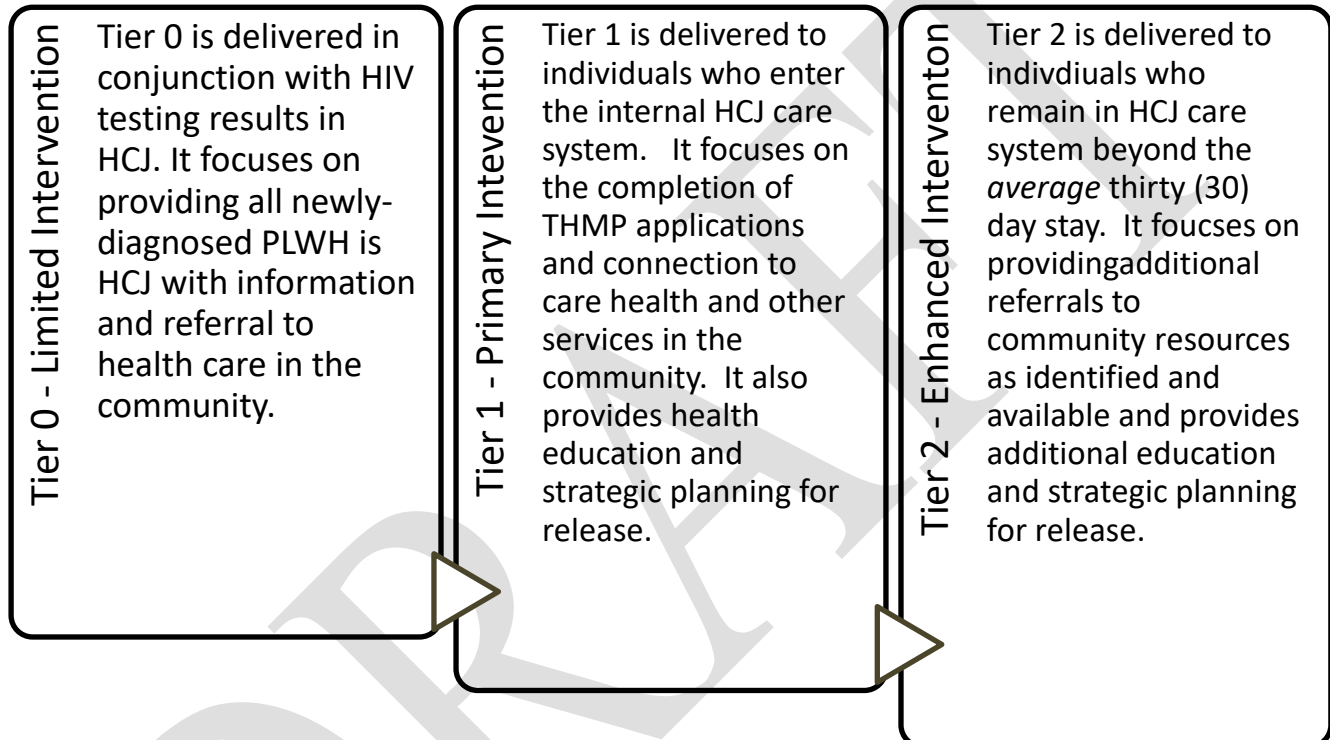 Tier 0 - Limited Intervention
Tier 0 is delivered in
conjunction with HIV
testing results in
HCJ. It focuses on
providing all newly-
diagnosed PLWH is
HCJ with information
and referral to
health care in the
community.
Tier 1 - Primary Intevention
Tier 1 is delivered to
individuals who enter
the internal HCJ care
system.   It focuses on
the completion of
THMP applications
and connection to
care health and other
services in the
community.  It also
provides health
education and
strategic planning for
release.
Tier 2 - Enhanced Interventon
Tier 2 is delivered to
indivdiuals who
remain in HCJ care
system beyond the
average thirty (30)
day stay.  It foucses on
providingadditional
referrals to
community resources
as identified and
available and provides
additional education
and strategic planning
for release.
DRAFT